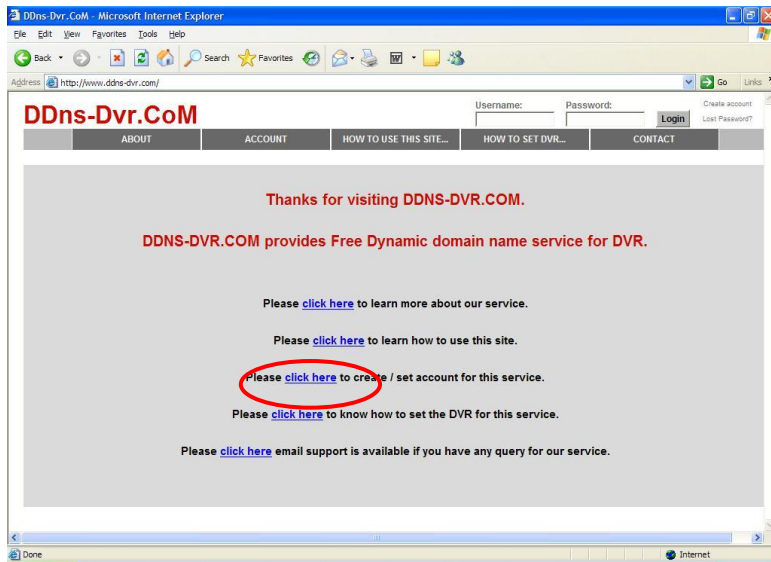 DDns-Dvr.CoM - Microsoft Internet Explorer
File Edit View Favorites Tools Help
Back Search Favorites
Address http://www.ddns-dvr.com/ Go Links
DDns-Dvr.CoM
Username: Password: Login Create account
Lost Password?
ABOUT ACCOUNT HOW TO USE THIS SITE... HOW TO SET DVR... CONTACT
Thanks for visiting DDNS-DVR.COM.
DDNS-DVR.COM provides Free Dynamic domain name service for DVR.
Please click here to learn more about our service.
Please click here to learn how to use this site.
Please click here to create / set account for this service.
Please click here to know how to set the DVR for this service.
Please click here email support is available if you have any query for our service.
Done Internet